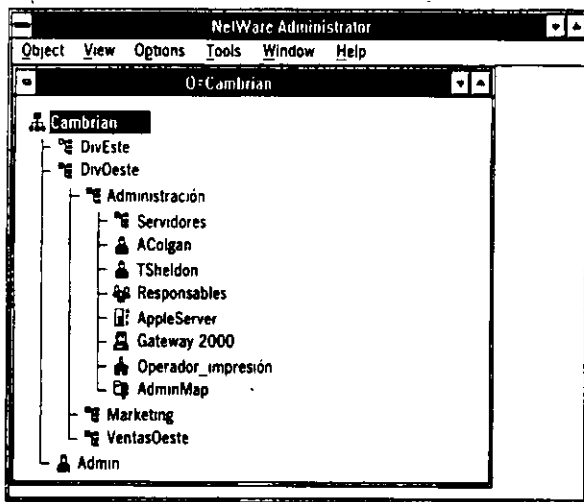 NetWare Administrator
Object View Options Tools Window Help
O=Cambrian
Cambrian
DivEste
DivOeste
Administración
Servidores
AColgan
TSheldon
Responsables
AppleServer
Gateway 2000
Operador_impresión
AdminMap
Marketing
VentasOeste
Admin